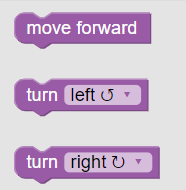 move forward
turn left ↺ ▼
turn right ↻ ▼